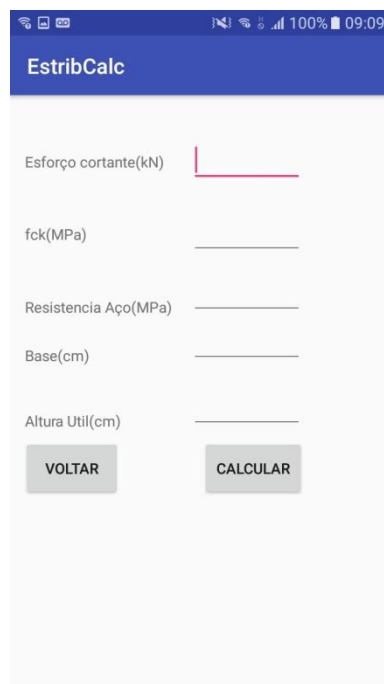 100% 09:09
EstribCalc
Esforço cortante(kN)
fck(MPa)
Resistencia Aço(MPa)
Base(cm)
Altura Util(cm)
VOLTAR CALCULAR